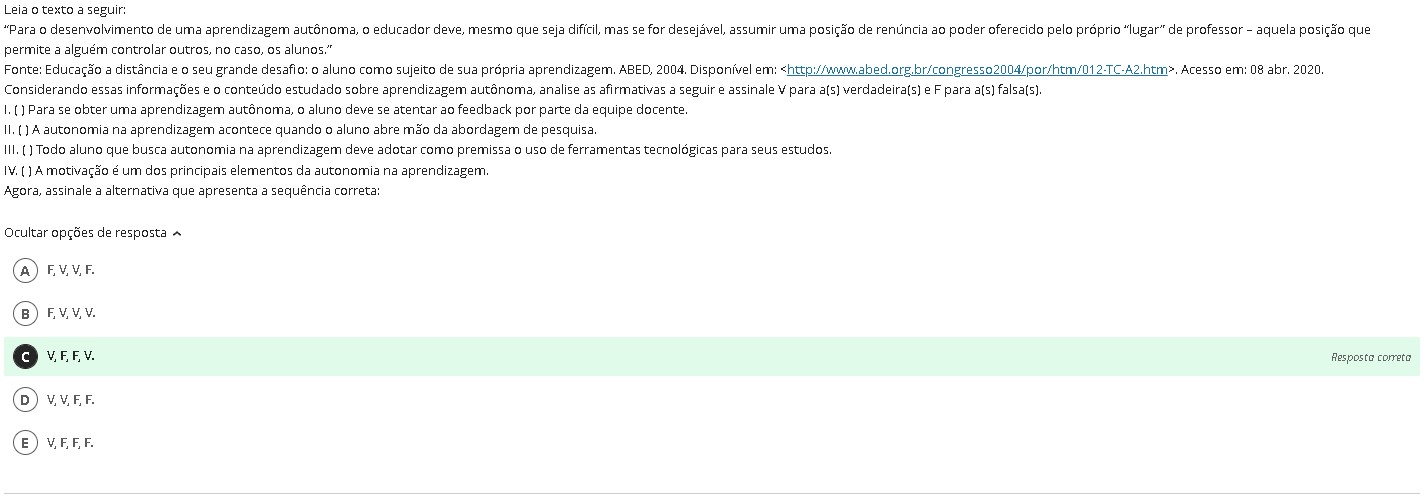 Leia o texto a seguir:
“Para o desenvolvimento de uma aprendizagem autônoma, o educador deve, mesmo que seja difícil, mas se for desejável, assumir uma posição de renúncia ao poder oferecido pelo próprio “lugar” de professor – aquela posição que
permite a alguém controlar outros, no caso, os alunos.”
Fonte: Educação a distância e o seu grande desafio: o aluno como sujeito de sua própria aprendizagem. ABED, 2004. Disponível em: <http://www.abed.org.br/congresso2004/por/htm/012-TC-A2.htm>. Acesso em: 08 abr. 2020.
Considerando essas informações e o conteúdo estudado sobre aprendizagem autônoma, analise as afirmativas a seguir e assinale V para a(s) verdadeira(s) e F para a(s) falsa(s).
I. ( ) Para se obter uma aprendizagem autônoma, o aluno deve se atentar ao feedback por parte da equipe docente.
II. ( ) A autonomia na aprendizagem acontece quando o aluno abre mão da abordagem de pesquisa.
III. ( ) Todo aluno que busca autonomia na aprendizagem deve adotar como premissa o uso de ferramentas tecnológicas para seus estudos.
IV. ( ) A motivação é um dos principais elementos da autonomia na aprendizagem.
Agora, assinale a alternativa que apresenta a sequência correta:
Ocultar opções de resposta
A F, V, V, F.
B F, V, V, V.
C V, F, F, V. Resposta correta
D V, V, F, F.
E V, F, F, F.